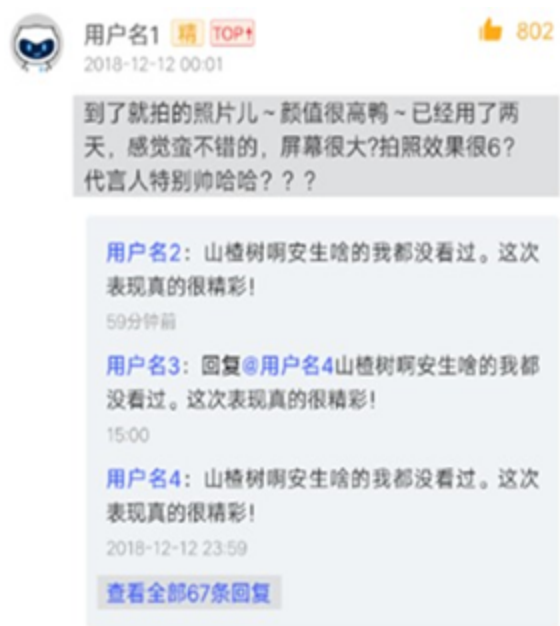 用户名1 精 TOP↑ 802
2018-12-12 00:01
到了就拍的照片儿～颜值很高鸭～已经用了两
天，感觉蛮不错的，屏幕很大?拍照效果很6？
代言人特别帅哈哈？？？
用户名2：山楂树啊安生啥的我都没看过。这次
表现真的很精彩！
59分钟前
用户名3：回复@用户名4山楂树啊安生啥的我都
没看过。这次表现真的很精彩！
15:00
用户名4：山楂树啊安生啥的我都没看过。这次
表现真的很精彩！
2018-12-12 23:59
查看全部67条回复